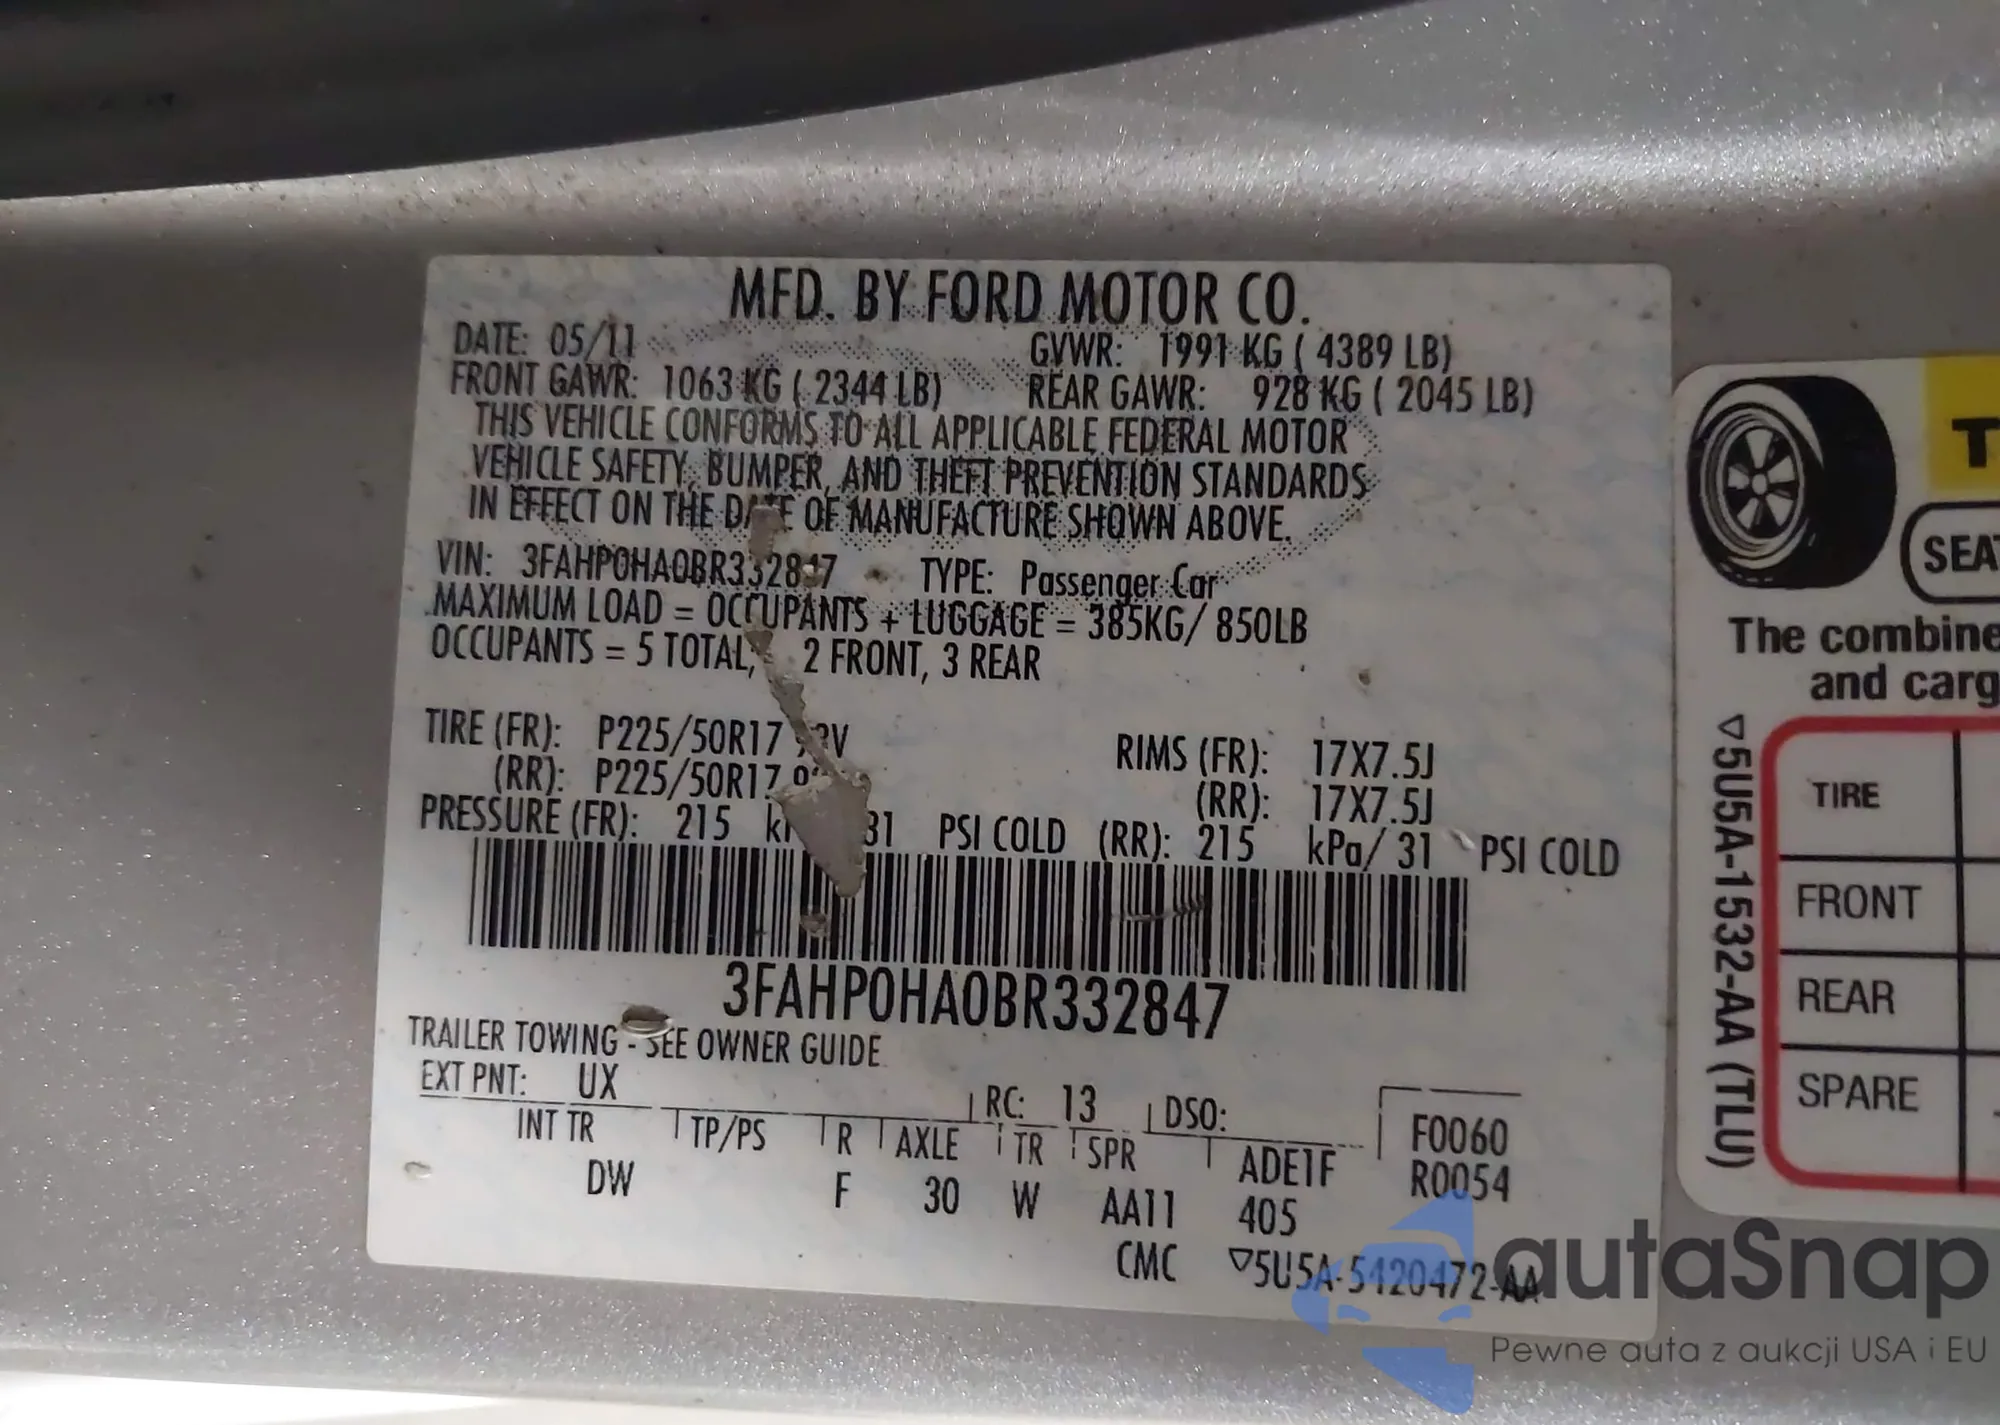 MFD. BY FORD MOTOR CO.
DATE: 05/11 GVWR: 1991 KG ( 4389 LB)
FRONT GAWR: 1063 KG ( 2344 LB) REAR GAWR: 928 KG ( 2045 LB)
THIS VEHICLE CONFORMS TO ALL APPLICABLE FEDERAL MOTOR
VEHICLE SAFETY, BUMPER, AND THEFT PREVENTION STANDARDS
IN EFFECT ON THE DATE OF MANUFACTURE SHOWN ABOVE.
VIN: 3FAHP0HA0BR332847 TYPE: Passenger Car
MAXIMUM LOAD = OCCUPANTS + LUGGAGE = 385KG/ 850LB
OCCUPANTS = 5 TOTAL, 2 FRONT, 3 REAR
TIRE (FR): P225/50R17 RIMS (FR): 17X7.5J
(RR): P225/50R17 (RR): 17X7.5J
PRESSURE (FR): 215 31 PSI COLD (RR): 215 kPa/ 31 PSI COLD
3FAHP0HA0BR332847
TRAILER TOWING - SEE OWNER GUIDE
EXT PNT: UX RC: 13 DSO:
INT TR TP/PS R AXLE TR SPR ADE1F F0060
DW F 30 W AA11 405 R0054
CMC ▽5U5A-5420472-AA
T
SEAT
The combine
and carg
TIRE
FRONT
REAR
SPARE
▽5U5A-1532-AA (TLU)
autaSnap
Pewne auta z aukcji USA i EU